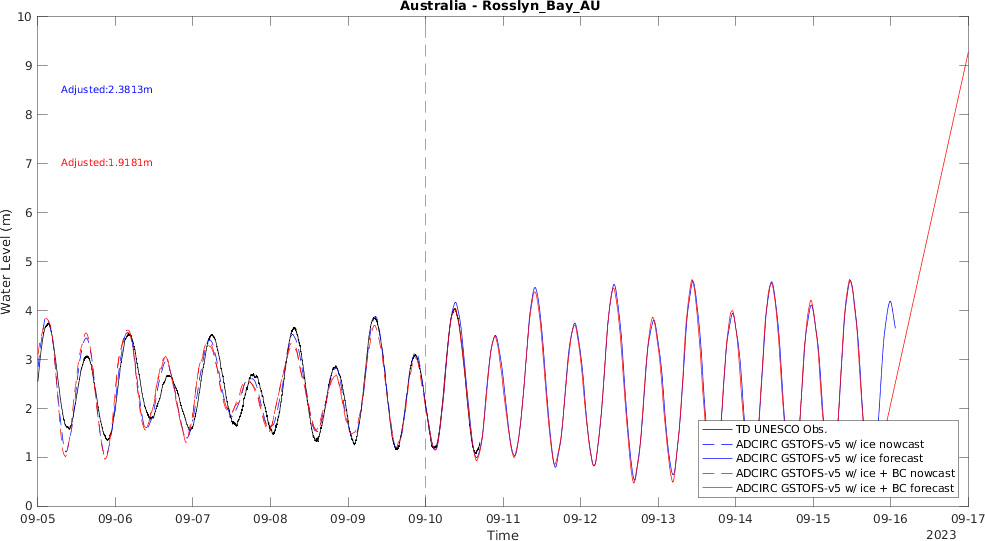 Australia - Rosslyn_Bay_AU
10
9
8
7
6
5
4
3
2
1
0
Water Level (m)
Adjusted:2.3813m
Adjusted:1.9181m
TD UNESCO Obs.
ADCIRC GSTOFS-v5 w/ ice nowcast
ADCIRC GSTOFS-v5 w/ ice forecast
ADCIRC GSTOFS-v5 w/ ice + BC nowcast
ADCIRC GSTOFS-v5 w/ ice + BC forecast
09-05 09-06 09-07 09-08 09-09 09-10 09-11 09-12 09-13 09-14 09-15 09-16 09-17
Time
2023